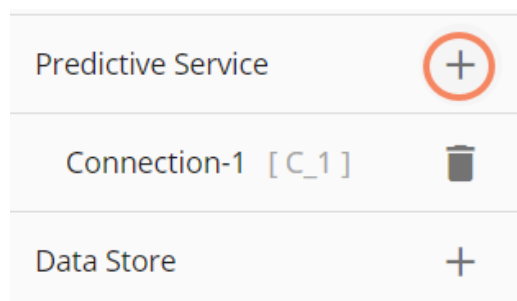 Predictive Service
Connection-1 [ C_1 ]
Data Store